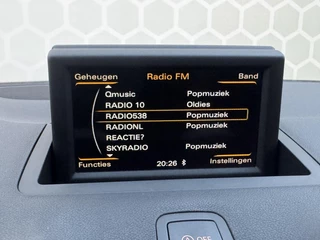 Geheugen Radio FM Band
Qmusic Popmuziek
RADIO 10 Oldies
RADIO538 Popmuziek
RADIONL Popmuziek
REACTIE?
SKYRADIO Popmuziek
Functies 20:26 Instellingen
OFF